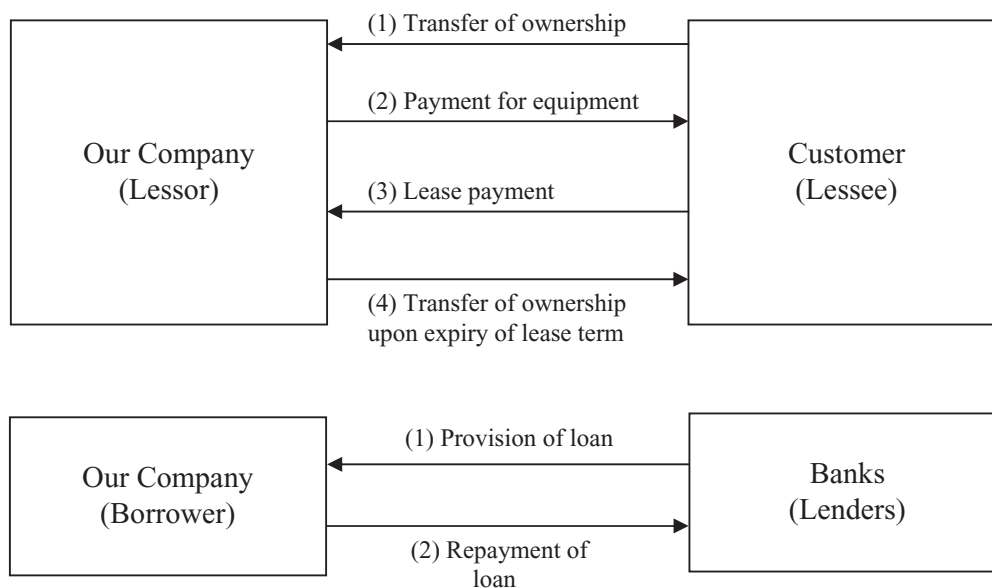 (1) Transfer of ownership
(2) Payment for equipment
Our Company
(Lessor)
Customer
(Lessee)
(3) Lease payment
(4) Transfer of ownership
upon expiry of lease term
(1) Provision of loan
Our Company
(Borrower)
Banks
(Lenders)
(2) Repayment of
loan